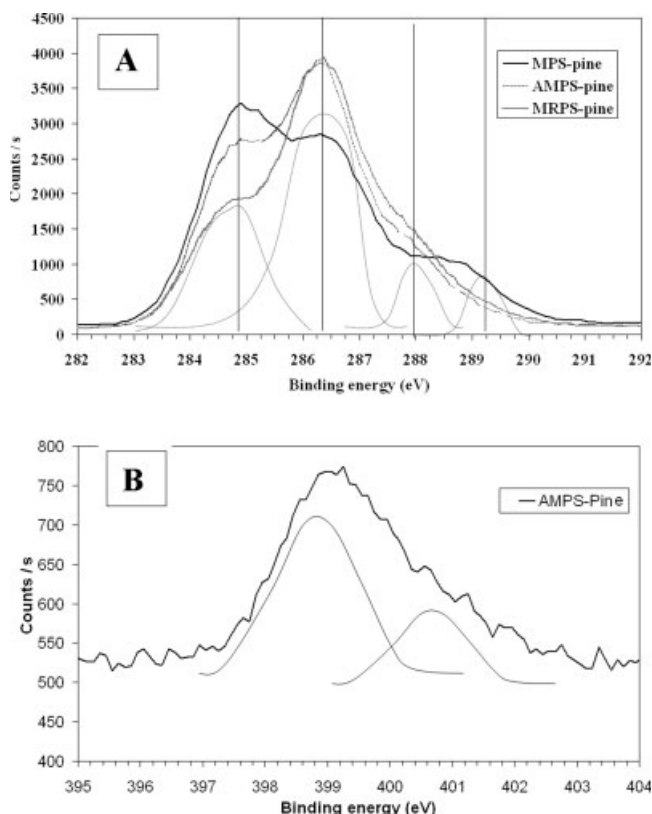 A
MPS-pine
AMPS-pine
MRPS-pine
Counts / s
4500
4000
3500
3000
2500
2000
1500
1000
500
0
282 283 284 285 286 287 288 289 290 291 292
Binding energy (eV)
B
AMPS-Pine
Counts / s
800
750
700
650
600
550
500
450
400
395 396 397 398 399 400 401 402 403 404
Binding energy (eV)